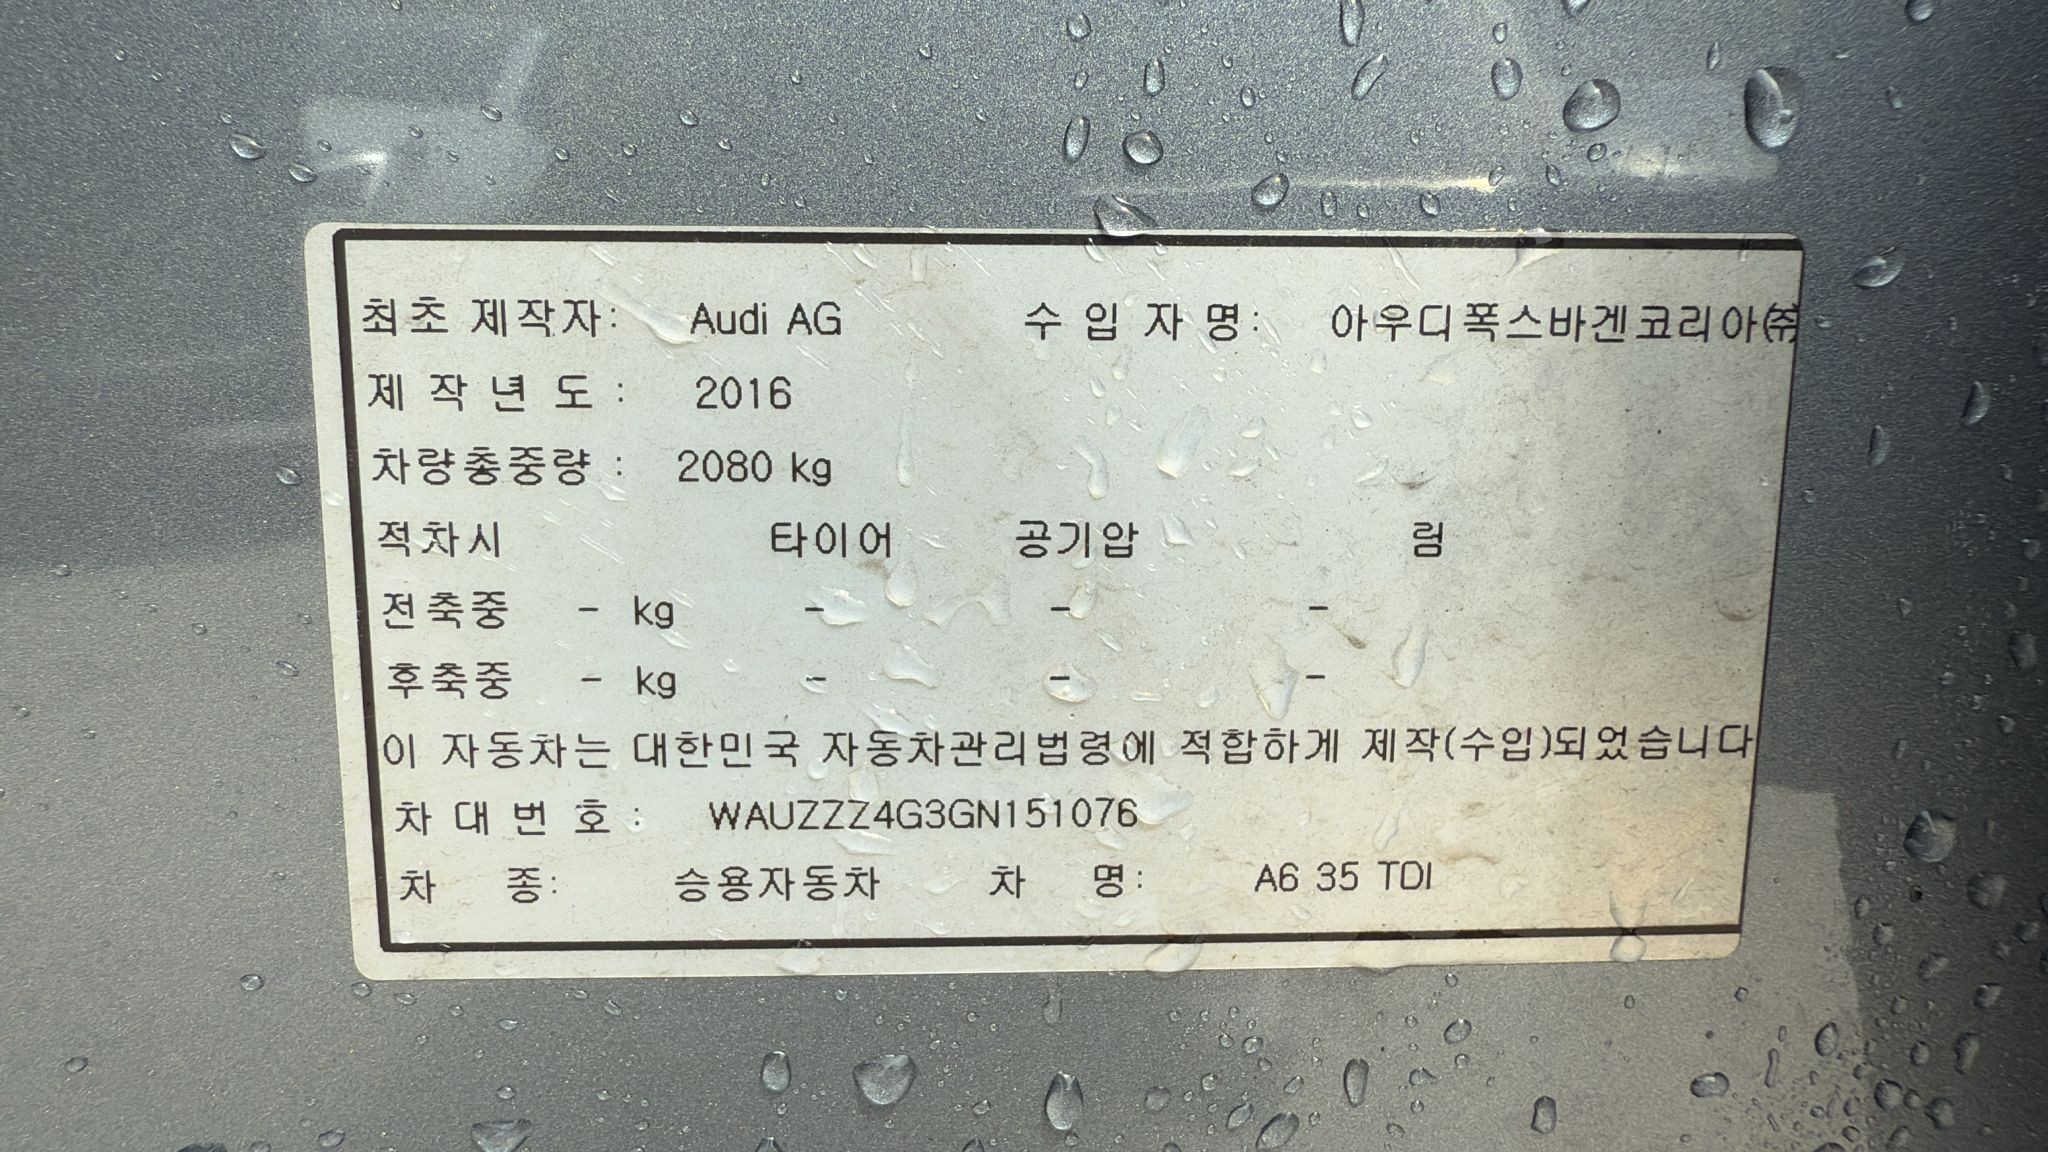 최초 제작자: Audi AG 수 입 자 명: 아우디폭스바겐코리아㈜
제 작 년 도 : 2016
차량총중량 : 2080 kg
적차시 타이어 공기압 림
전축중 - kg - - -
후축중 - kg - - -
이 자동차는 대한민국 자동차관리법령에 적합하게 제작(수입)되었습니다
차 대 번 호 : WAUZZZ4G3GN151076
차 종: 승용자동차 차 명: A6 35 TDI